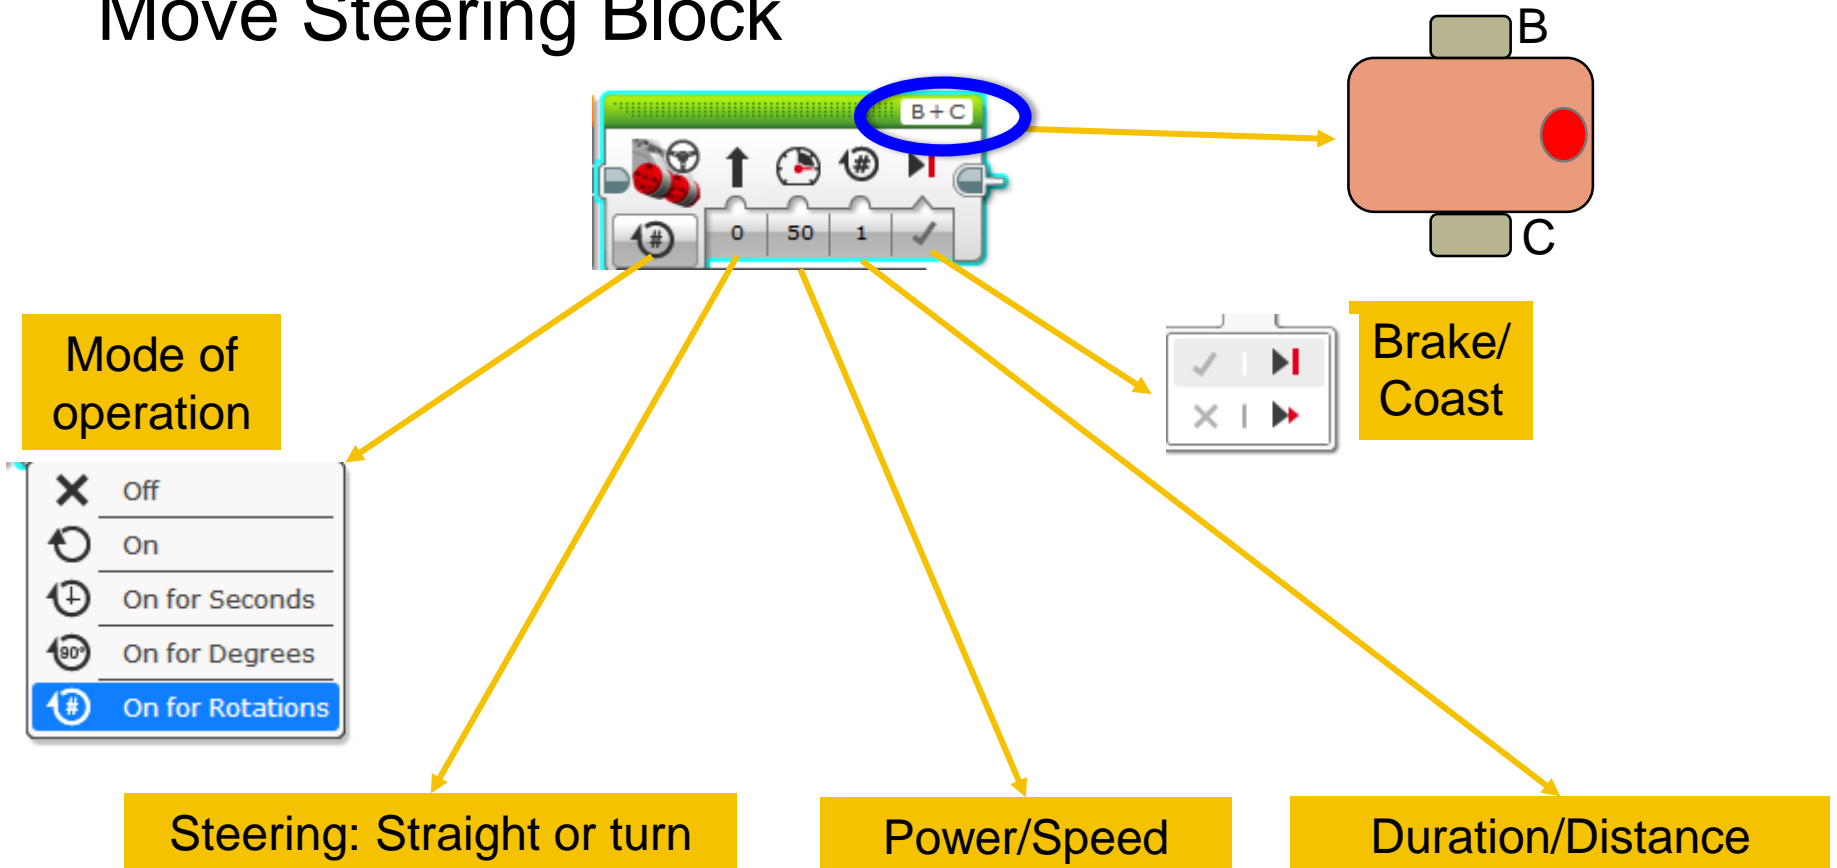 Move Steering Block
B
B + C
#
# 0 50 1
C
Mode of
operation
Brake/
Coast
Off
On
On for Seconds
90° On for Degrees
# On for Rotations
Steering: Straight or turn
Power/Speed
Duration/Distance